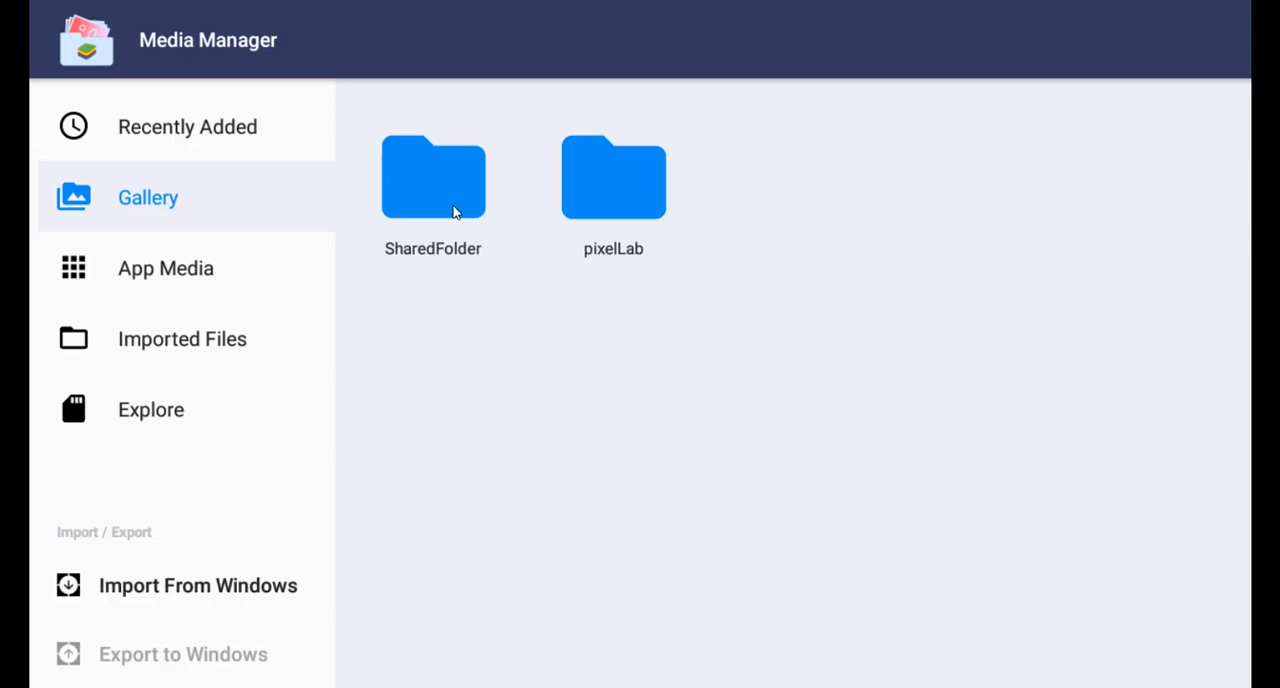 Media Manager
Recently Added
Gallery
App Media
Imported Files
Explore
Import / Export
Import From Windows
Export to Windows
SharedFolder
pixelLab